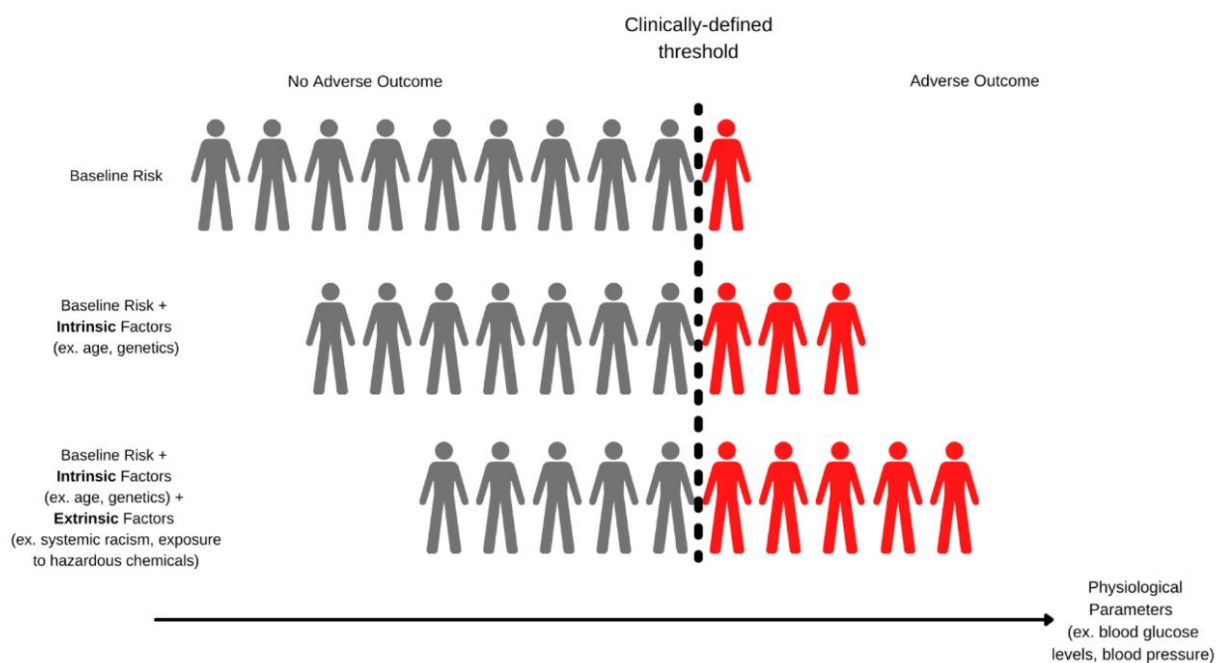 Clinically-defined
threshold
No Adverse Outcome
Adverse Outcome
Baseline Risk
Baseline Risk +
Intrinsic Factors
(ex. age, genetics)
Baseline Risk +
Intrinsic Factors
(ex. age, genetics) +
Extrinsic Factors
(ex. systemic racism, exposure
to hazardous chemicals)
Physiological
Parameters
(ex. blood glucose
levels, blood pressure)